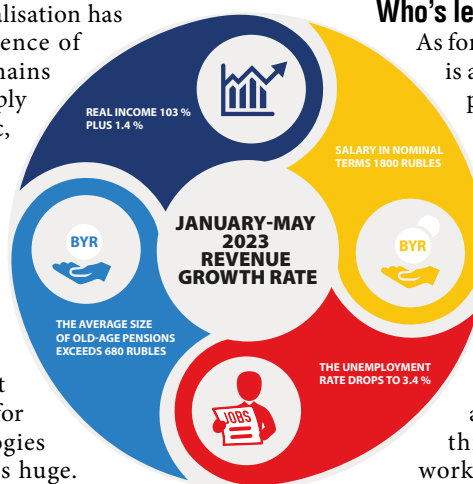 alisation has
ence of
ains
ply
c,
t
for
ogies
s huge.
Who's le
As for
is a
p
REAL INCOME 103 %
PLUS 1.4 %
SALARY IN NOMINAL
TERMS 1800 RUBLES
BYR
BYR
JANUARY-MAY
2023
REVENUE
GROWTH RATE
THE AVERAGE SIZE
OF OLD-AGE PENSIONS
EXCEEDS 680 RUBLES
THE UNEMPLOYMENT
RATE DROPS TO 3.4 %
JOBS
a
th
work